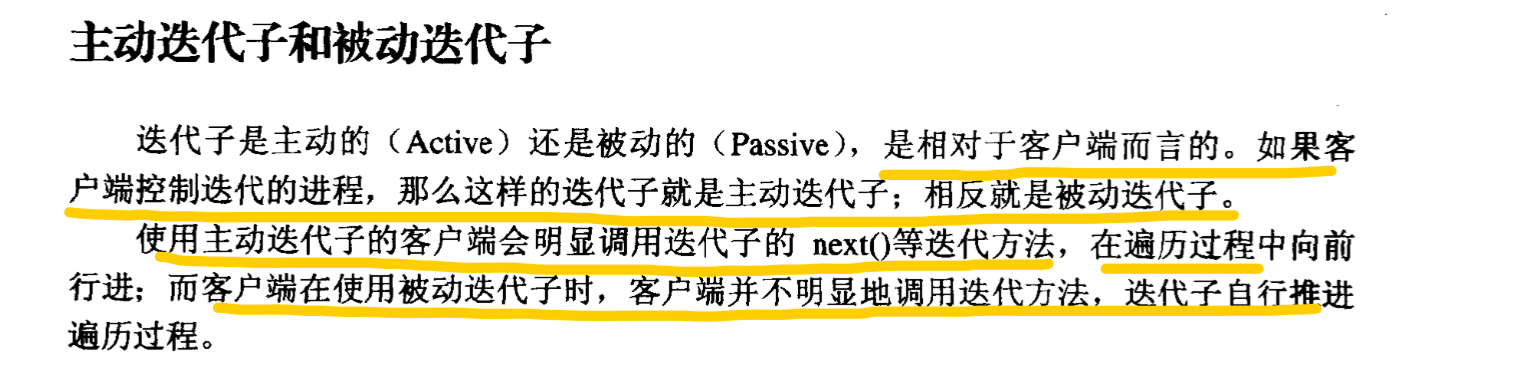 主动迭代子和被动迭代子
迭代子是主动的（Active）还是被动的（Passive），是相对于客户端而言的。如果客
户端控制迭代的进程，那么这样的迭代子就是主动迭代子；相反就是被动迭代子。
使用主动迭代子的客户端会明显调用迭代子的 next()等迭代方法，在遍历过程中向前
行进；而客户端在使用被动迭代子时，客户端并不明显地调用迭代方法，迭代子自行推进
遍历过程。